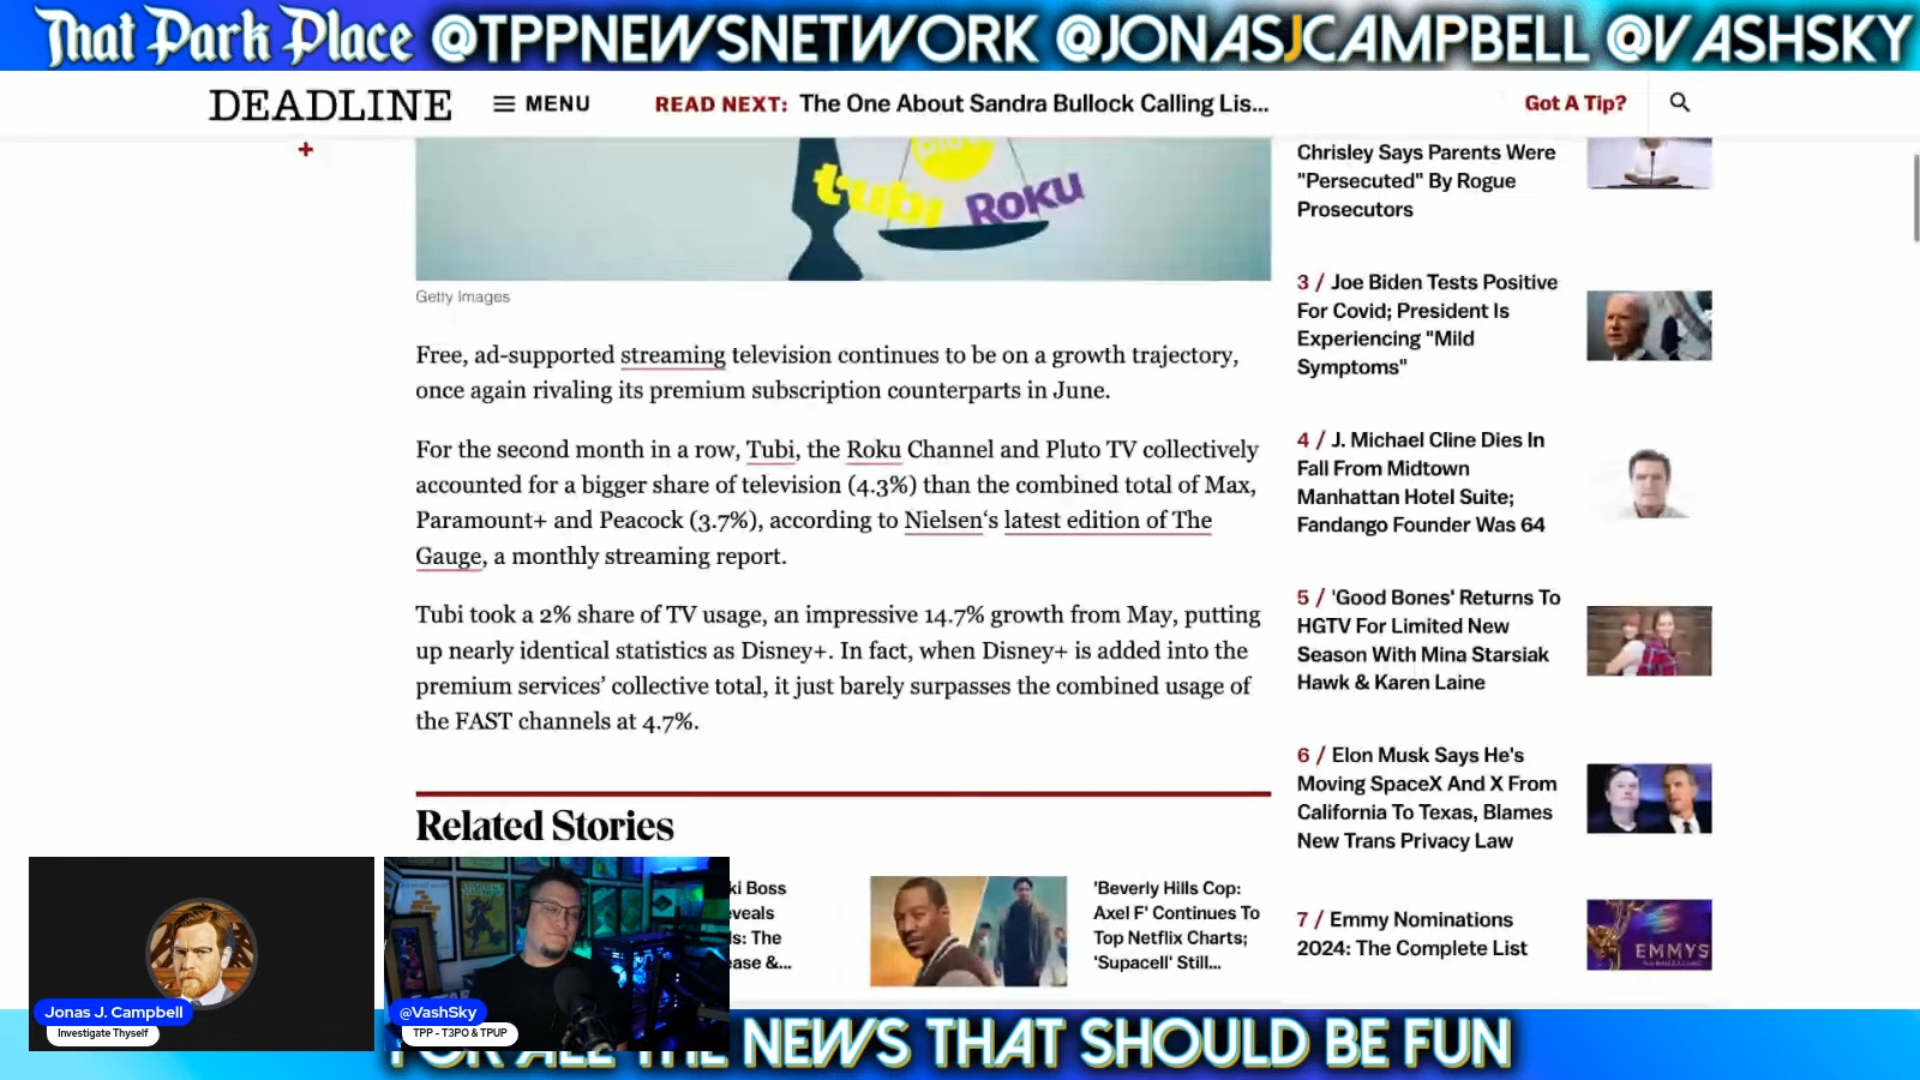 That Park Place @TPPNEWSNETWORK @JONASJCAMPBELL @VASHSKY
DEADLINE
MENU
READ NEXT: The One About Sandra Bullock Calling Lis...
Got A Tip?
+
pluto
tubi
Roku
Getty Images
Free, ad-supported streaming television continues to be on a growth trajectory,
once again rivaling its premium subscription counterparts in June.
For the second month in a row, Tubi, the Roku Channel and Pluto TV collectively
accounted for a bigger share of television (4.3%) than the combined total of Max,
Paramount+ and Peacock (3.7%), according to Nielsen‘s latest edition of The
Gauge, a monthly streaming report.
Tubi took a 2% share of TV usage, an impressive 14.7% growth from May, putting
up nearly identical statistics as Disney+. In fact, when Disney+ is added into the
premium services’ collective total, it just barely surpasses the combined usage of
the FAST channels at 4.7%.
Related Stories
ki Boss
eveals
ls: The
ease &...
'Beverly Hills Cop:
Axel F' Continues To
Top Netflix Charts;
'Supacell' Still...
Chrisley Says Parents Were
"Persecuted" By Rogue
Prosecutors
3 / Joe Biden Tests Positive
For Covid; President Is
Experiencing "Mild
Symptoms"
4 / J. Michael Cline Dies In
Fall From Midtown
Manhattan Hotel Suite;
Fandango Founder Was 64
5 / 'Good Bones' Returns To
HGTV For Limited New
Season With Mina Starsiak
Hawk & Karen Laine
6 / Elon Musk Says He's
Moving SpaceX And X From
California To Texas, Blames
New Trans Privacy Law
7 / Emmy Nominations
2024: The Complete List
EMMYS
Jonas J. Campbell
Investigate Thyself
@VashSky
TPP - T3PO & TPUP
FOR ALL THE NEWS THAT SHOULD BE FUN